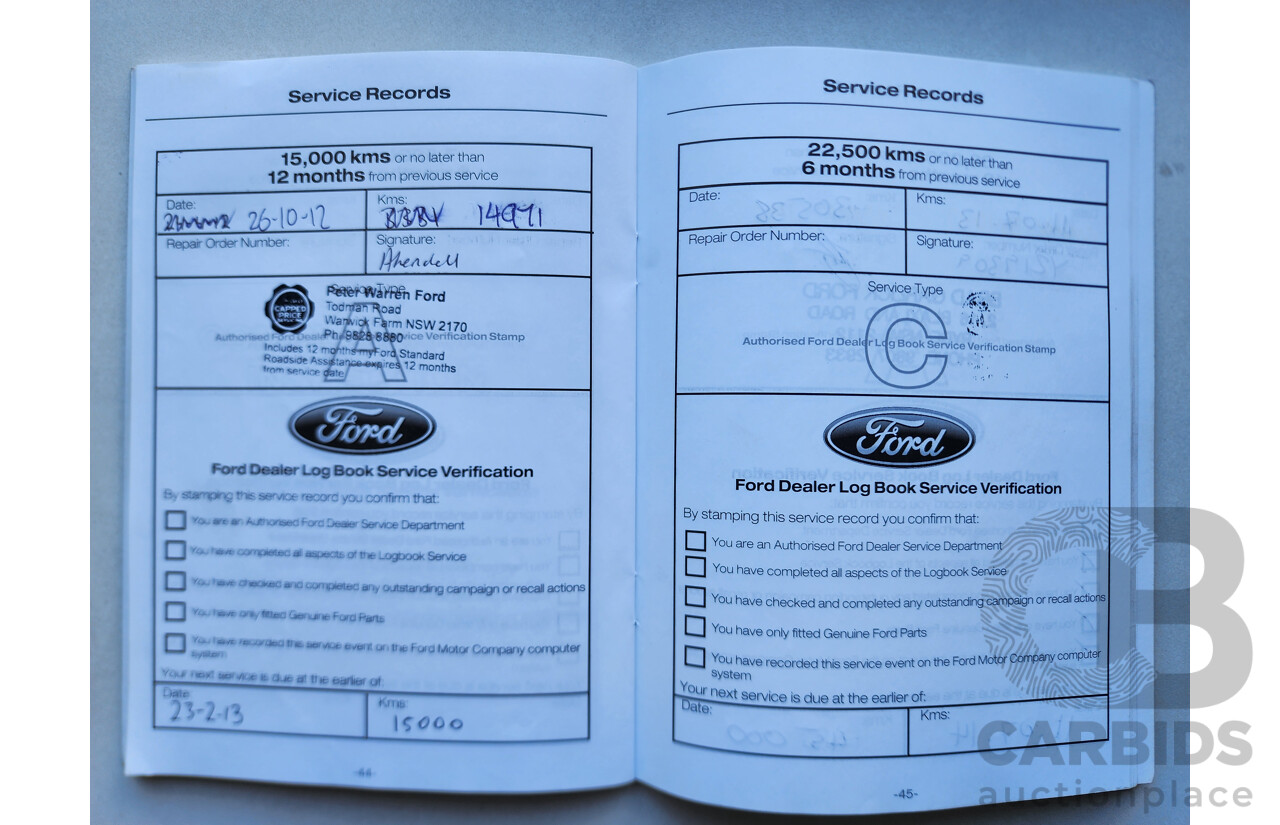 Service Records
15,000 kms or no later than
12 months from previous service
Date:
26-10-12
Kms:
14991
Repair Order Number:
Signature:
Service Type
A
CAPPED
PRICE
Peter Warren Ford
Todman Road
Warwick Farm NSW 2170
Ph 9828 8880
Authorised Ford Dealer Service Verification Stamp
Includes 12 months myFord Standard
Roadside Assistance expires 12 months
from service date
Ford
Ford Dealer Log Book Service Verification
By stamping this service record you confirm that:
You are an Authorised Ford Dealer Service Department
You have completed all aspects of the Logbook Service
You have checked and completed any outstanding campaign or recall actions
You have only fitted Genuine Ford Parts
You have recorded this service event on the Ford Motor Company computer
system
Your next service is due at the earlier of:
Date:
23-2-13
Kms:
15000
-44-
Service Records
22,500 kms or no later than
6 months from previous service
Date:
Kms:
Repair Order Number:
Signature:
Service Type
C
Authorised Ford Dealer Log Book Service Verification Stamp
Ford
Ford Dealer Log Book Service Verification
By stamping this service record you confirm that:
You are an Authorised Ford Dealer Service Department
You have completed all aspects of the Logbook Service
You have checked and completed any outstanding campaign or recall actions
You have only fitted Genuine Ford Parts
You have recorded this service event on the Ford Motor Company computer
system
Your next service is due at the earlier of:
Date:
Kms:
-45-
CB
CARBIDS
auctionplace